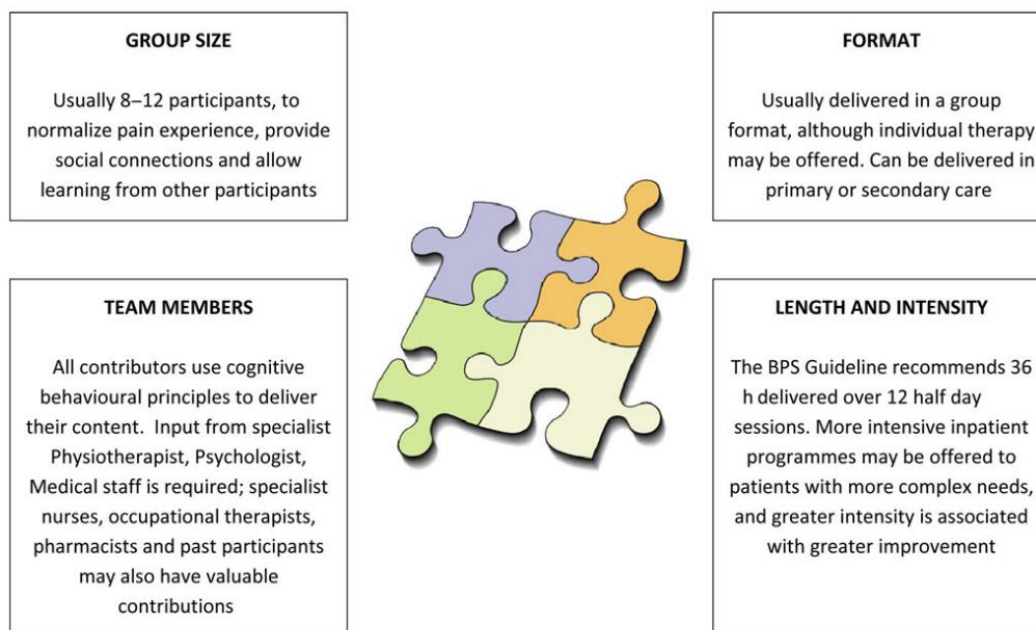 GROUP SIZE
Usually 8–12 participants, to
normalize pain experience, provide
social connections and allow
learning from other participants
FORMAT
Usually delivered in a group
format, although individual therapy
may be offered. Can be delivered in
primary or secondary care
TEAM MEMBERS
All contributors use cognitive
behavioural principles to deliver
their content. Input from specialist
Physiotherapist, Psychologist,
Medical staff is required; specialist
nurses, occupational therapists,
pharmacists and past participants
may also have valuable
contributions
LENGTH AND INTENSITY
The BPS Guideline recommends 36
h delivered over 12 half day
sessions. More intensive inpatient
programmes may be offered to
patients with more complex needs,
and greater intensity is associated
with greater improvement